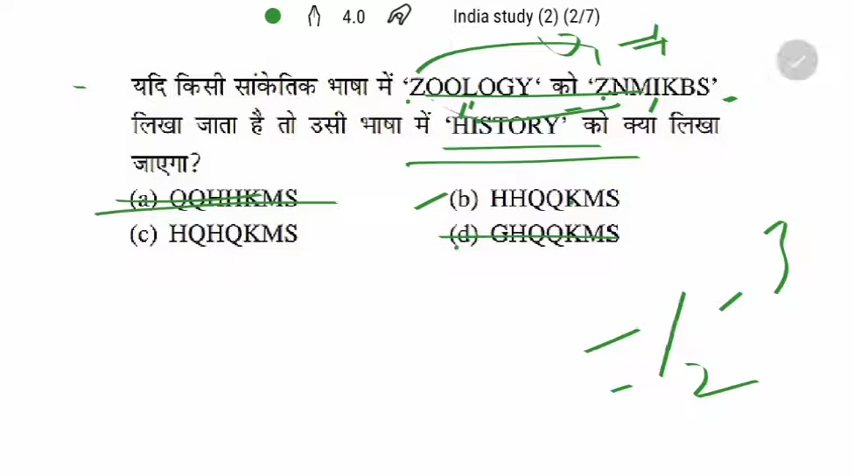 4.0 India study (2) (2/7)
यदि किसी सांकेतिक भाषा में ‘ZOOLOGY‘ को ‘ZNMIKBS’
लिखा जाता है तो उसी भाषा में ‘HISTORY’ को क्या लिखा
जाएगा?
(a) QQHHKMS (b) HHQQKMS
(c) HQHQKMS (d) GHQQKMS